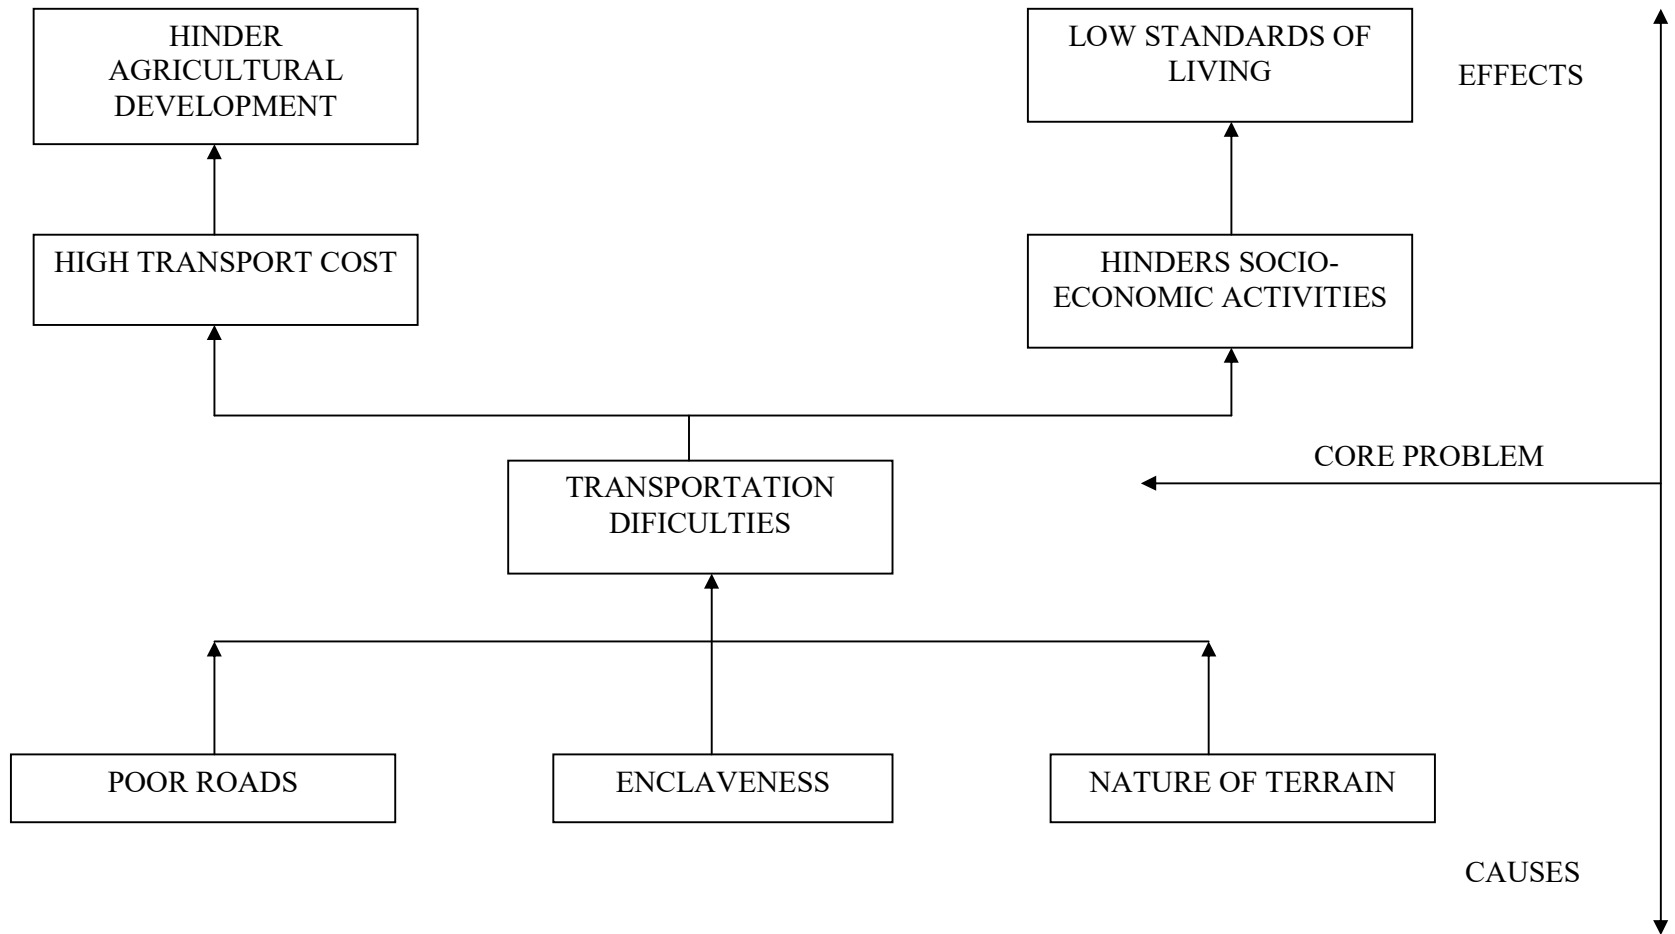 HINDER
AGRICULTURAL
DEVELOPMENT
LOW STANDARDS OF
LIVING
EFFECTS
HIGH TRANSPORT COST
HINDERS SOCIO-
ECONOMIC ACTIVITIES
CORE PROBLEM
TRANSPORTATION
DIFICULTIES
POOR ROADS
ENCLAVENESS
NATURE OF TERRAIN
CAUSES